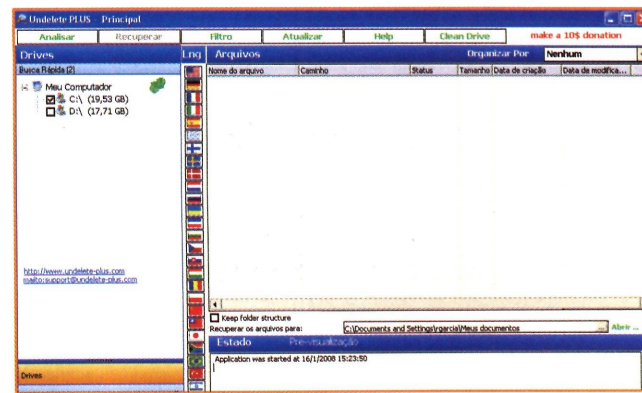 Undelete PLUS - Principal
Analisar Recuperar Filtro Atualizar Help Clean Drive make a 10$ donation
Drives Lng Arquivos Organizar Por Nenhum
Busca Rápida [2] Nome do arquivo Caminho Status Tamanho Data de criação Data de modifica...
Meu Computador
C:\ (19,53 GB)
D:\ (17,71 GB)
http://www.undelete-plus.com
mailto:support@undelete-plus.com
Keep folder structure
Recuperar os arquivos para: C:\Documents and Settings\rgarcia\Meus documentos ... Abrir ...
Estado Pre-visualização
Application was started at 16/1/2008 15:23:50
Drives